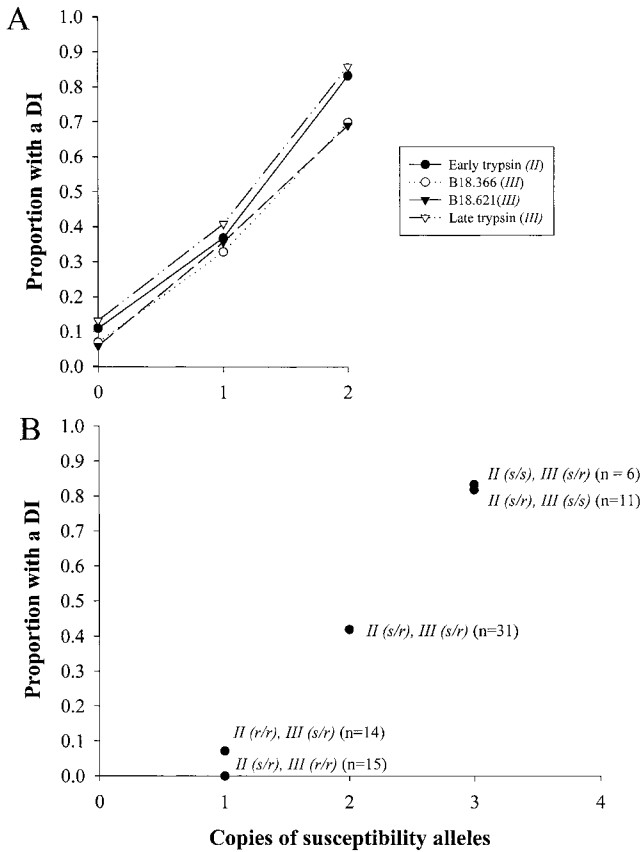 A
Proportion with a DI
1.0
0.9
0.8
0.7
0.6
0.5
0.4
0.3
0.2
0.1
0.0
0 1 2
Early trypsin (II)
B18.366 (III)
B18.621(III)
Late trypsin (III)
B
Proportion with a DI
1.0
0.9
0.8
0.7
0.6
0.5
0.4
0.3
0.2
0.1
0.0
II (s/s), III (s/r) (n = 6)
II (s/r), III (s/s) (n=11)
II (s/r), III (s/r) (n=31)
II (r/r), III (s/r) (n=14)
II (s/r), III (r/r) (n=15)
0 1 2 3 4
Copies of susceptibility alleles